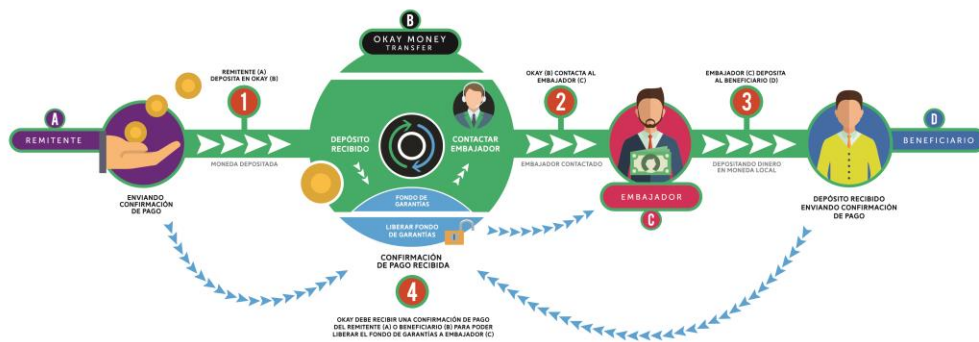 B
OKAY MONEY
TRANSFER
REMITENTE (A)
DEPOSITA EN OKAY (B)
1
OKAY (B) CONTACTA AL
EMBAJADOR (C)
2
EMBAJADOR (C) DEPOSITA
AL BENEFICIARIO (D)
3
A
REMITENTE
D
BENEFICIARIO
DEPÓSITO
RECIBIDO
CONTACTAR
EMBAJADOR
MONEDA DEPOSITADA
EMBAJADOR CONTACTADO
DEPOSITANDO DINERO
EN MONEDA LOCAL
ENVIANDO
CONFIRMACIÓN
DE PAGO
FONDO DE
GARANTÍAS
EMBAJADOR
C
DEPÓSITO RECIBIDO
ENVIANDO CONFIRMACIÓN
DE PAGO
LIBERAR FONDO
DE GARANTÍAS
CONFIRMACIÓN
DE PAGO RECIBIDA
4
OKAY DEBE RECIBIR UNA CONFIRMACIÓN DE PAGO
DEL REMITENTE (A) O BENEFICIARIO (B) PARA PODER
LIBERAR EL FONDO DE GARANTÍAS A EMBAJADOR (C)